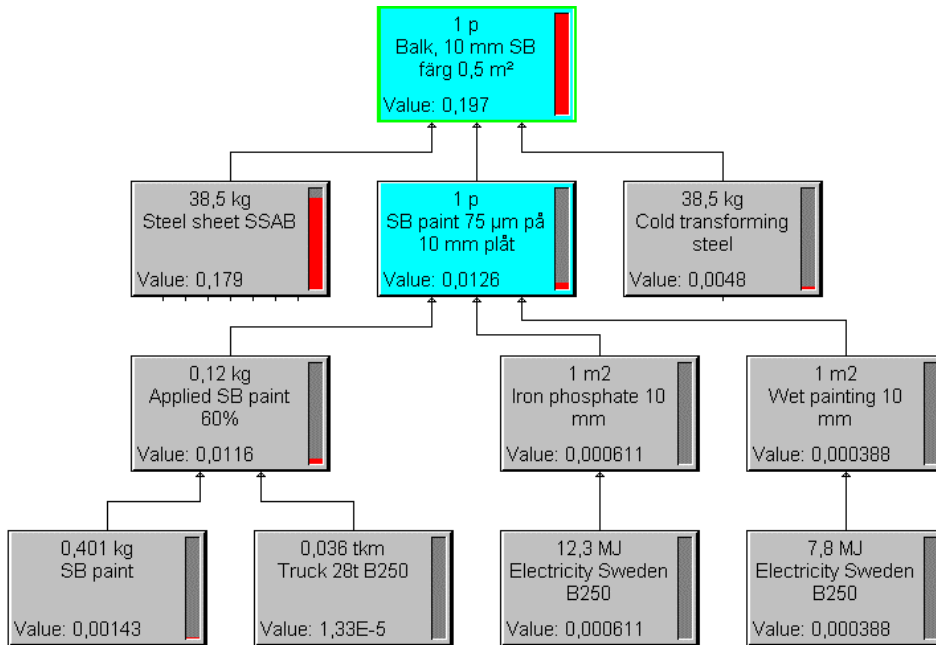 1 p
Balk, 10 mm SB
färg 0,5 m²
Value: 0,197
38,5 kg
Steel sheet SSAB
Value: 0,179
1 p
SB paint 75 µm på
10 mm plåt
Value: 0,0126
38,5 kg
Cold transforming
steel
Value: 0,0048
0,12 kg
Applied SB paint
60%
Value: 0,0116
1 m2
Iron phosphate 10
mm
Value: 0,000611
1 m2
Wet painting 10
mm
Value: 0,000388
0,401 kg
SB paint
Value: 0,00143
0,036 tkm
Truck 28t B250
Value: 1,33E-5
12,3 MJ
Electricity Sweden
B250
Value: 0,000611
7,8 MJ
Electricity Sweden
B250
Value: 0,000388